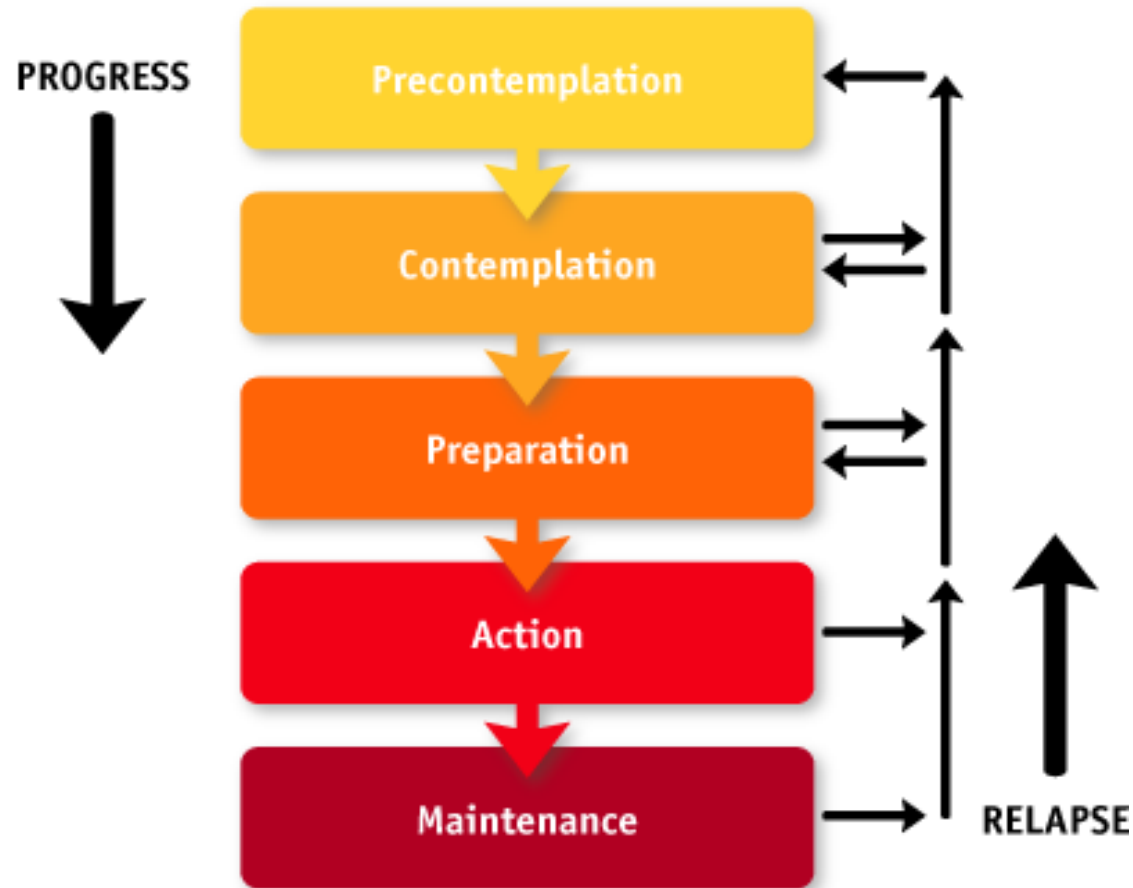 PROGRESS
Precontemplation
Contemplation
Preparation
Action
Maintenance
RELAPSE